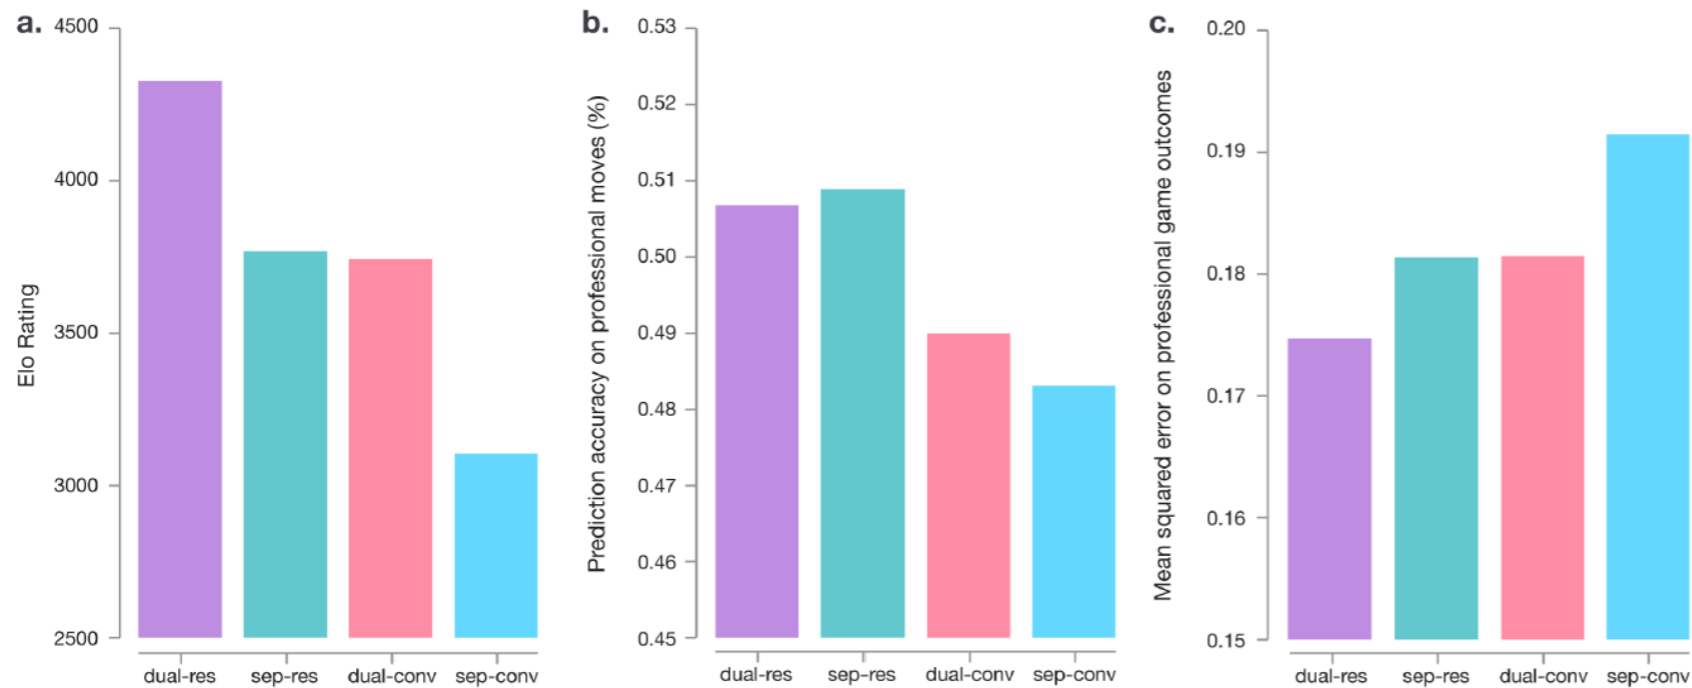 a.
Elo Rating
4500
4000
3500
3000
2500
dual-res
sep-res
dual-conv
sep-conv
b.
Prediction accuracy on professional moves (%)
0.53
0.52
0.51
0.50
0.49
0.48
0.47
0.46
0.45
dual-res
sep-res
dual-conv
sep-conv
c.
Mean squared error on professional game outcomes
0.20
0.19
0.18
0.17
0.16
0.15
dual-res
sep-res
dual-conv
sep-conv